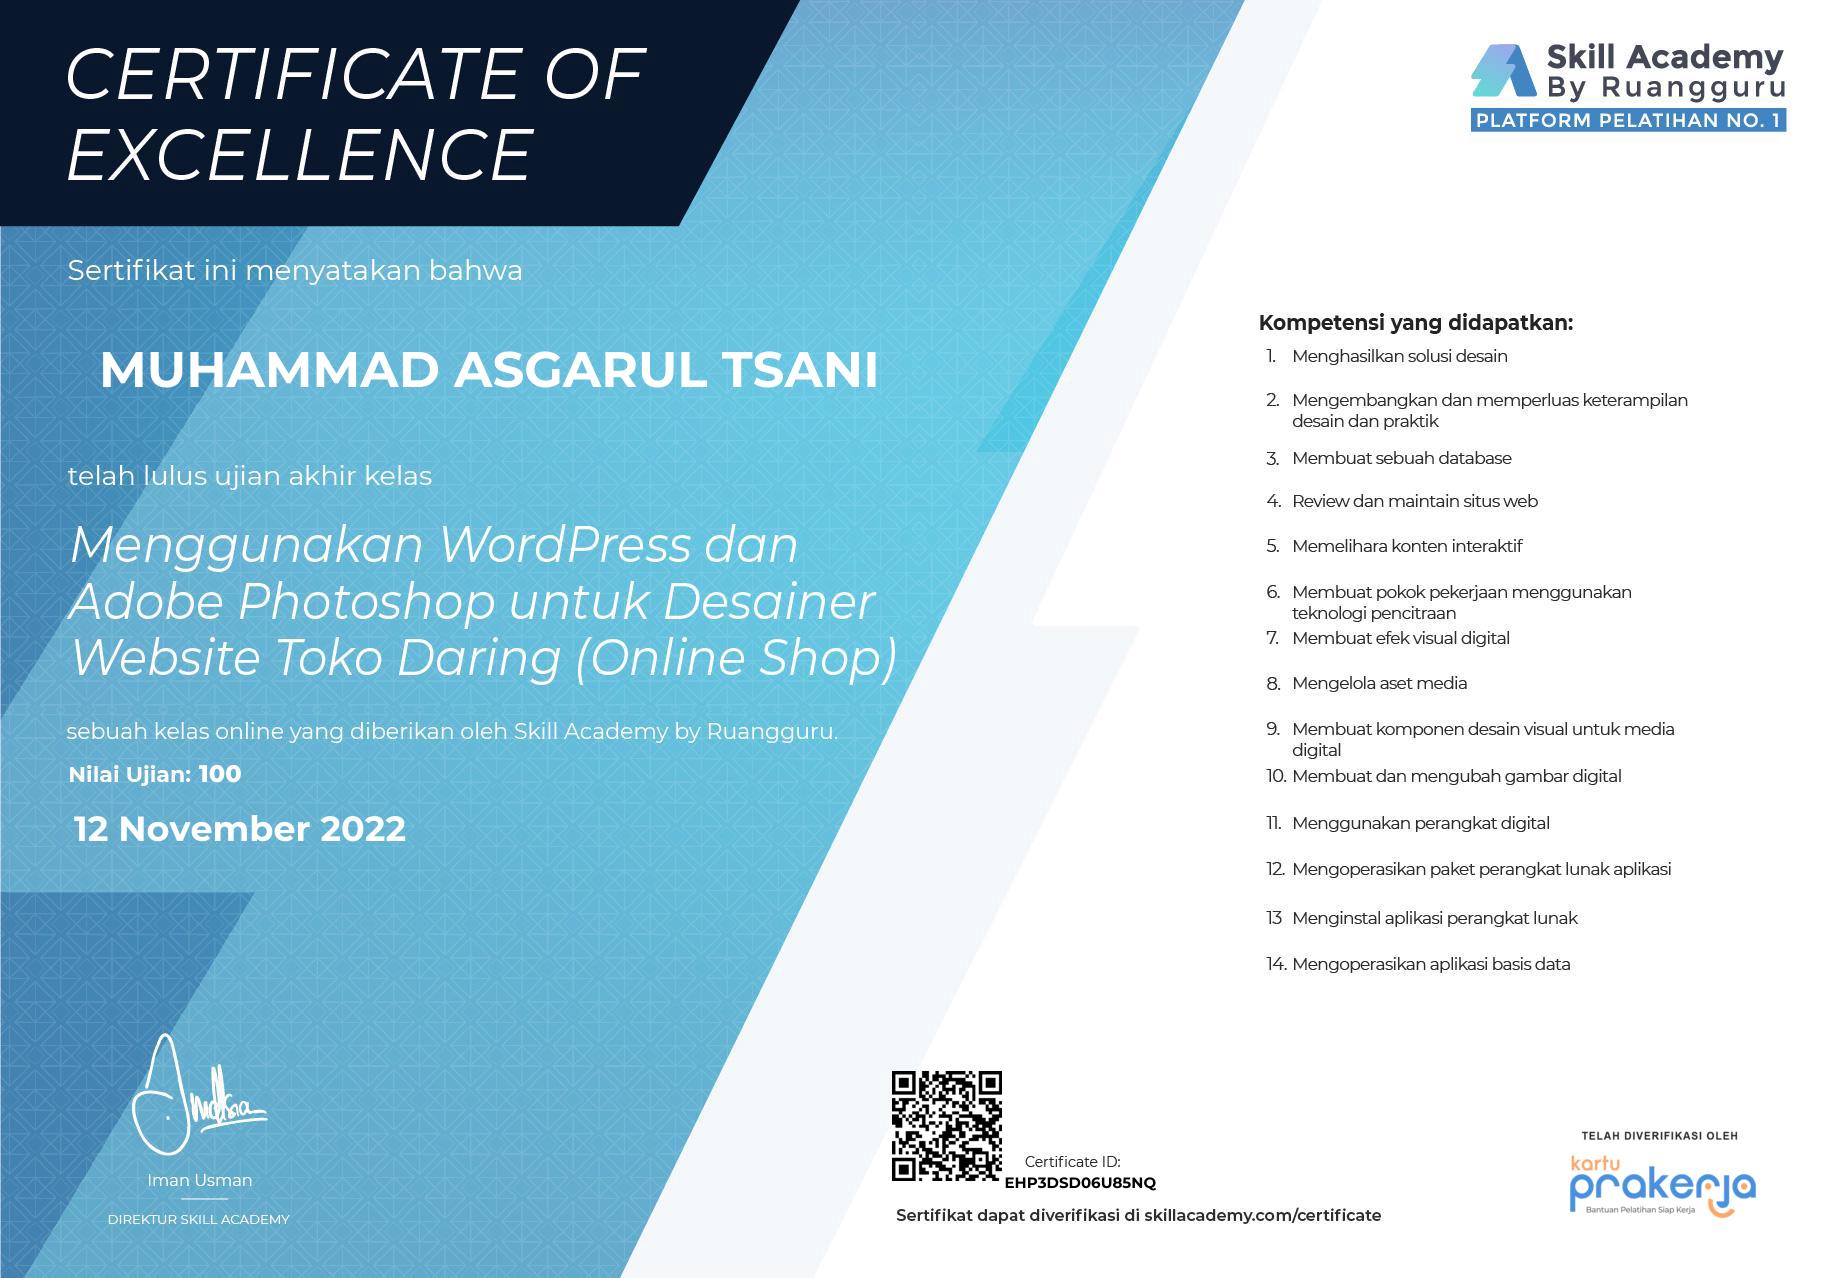 CERTIFICATE OF
EXCELLENCE
Sertifikat ini menyatakan bahwa
MUHAMMAD ASGARUL TSANI
telah lulus ujian akhir kelas
Menggunakan WordPress dan
Adobe Photoshop untuk Desainer
Website Toko Daring (Online Shop)
sebuah kelas online yang diberikan oleh Skill Academy by Ruangguru.
Nilai Ujian: 100
12 November 2022
Iman Usman
DIREKTUR SKILL ACADEMY
Skill Academy
By Ruangguru
PLATFORM PELATIHAN NO. 1
Kompetensi yang didapatkan:
1. Menghasilkan solusi desain
2. Mengembangkan dan memperluas keterampilan
desain dan praktik
3. Membuat sebuah database
4. Review dan maintain situs web
5. Memelihara konten interaktif
6. Membuat pokok pekerjaan menggunakan
teknologi pencitraan
7. Membuat efek visual digital
8. Mengelola aset media
9. Membuat komponen desain visual untuk media
digital
10. Membuat dan mengubah gambar digital
11. Menggunakan perangkat digital
12. Mengoperasikan paket perangkat lunak aplikasi
13 Menginstal aplikasi perangkat lunak
14. Mengoperasikan aplikasi basis data
Certificate ID:
EHP3DSD06U85NQ
Sertifikat dapat diverifikasi di skillacademy.com/certificate
TELAH DIVERIFIKASI OLEH
kartu
prakerja
Bantuan Pelatihan Siap Kerja